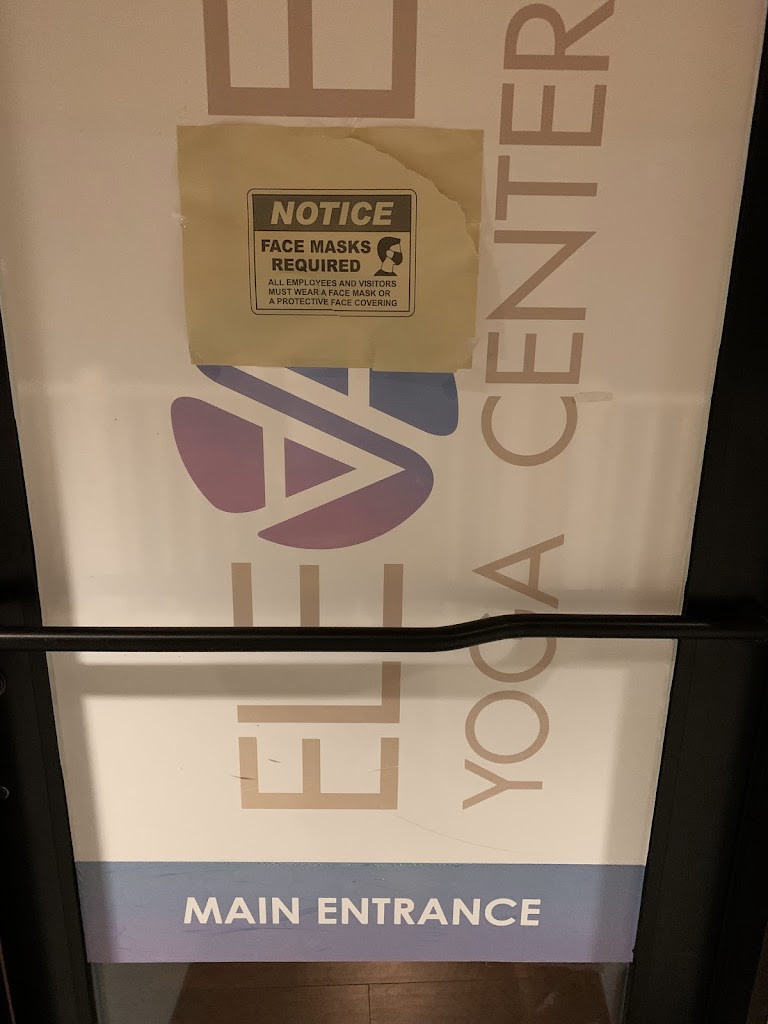 NOTICE
FACE MASKS
REQUIRED
ALL EMPLOYEES AND VISITORS
MUST WEAR A FACE MASK OR
A PROTECTIVE FACE COVERING
ELEVA E
YOGA CENTER
MAIN ENTRANCE